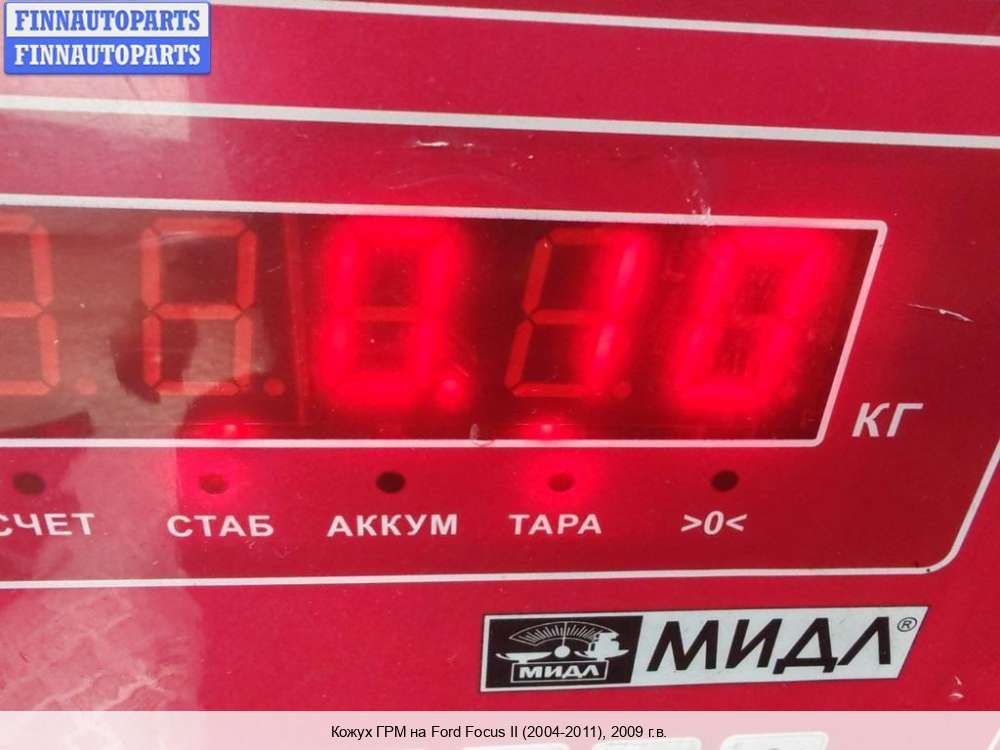 FINNAUTOPARTS
FINNAUTOPARTS
0.10
КГ
СЧЕТ СТАБ АККУМ ТАРА >0<
МИДЛ МИДЛ®
Кожух ГРМ на Ford Focus II (2004-2011), 2009 г.в.